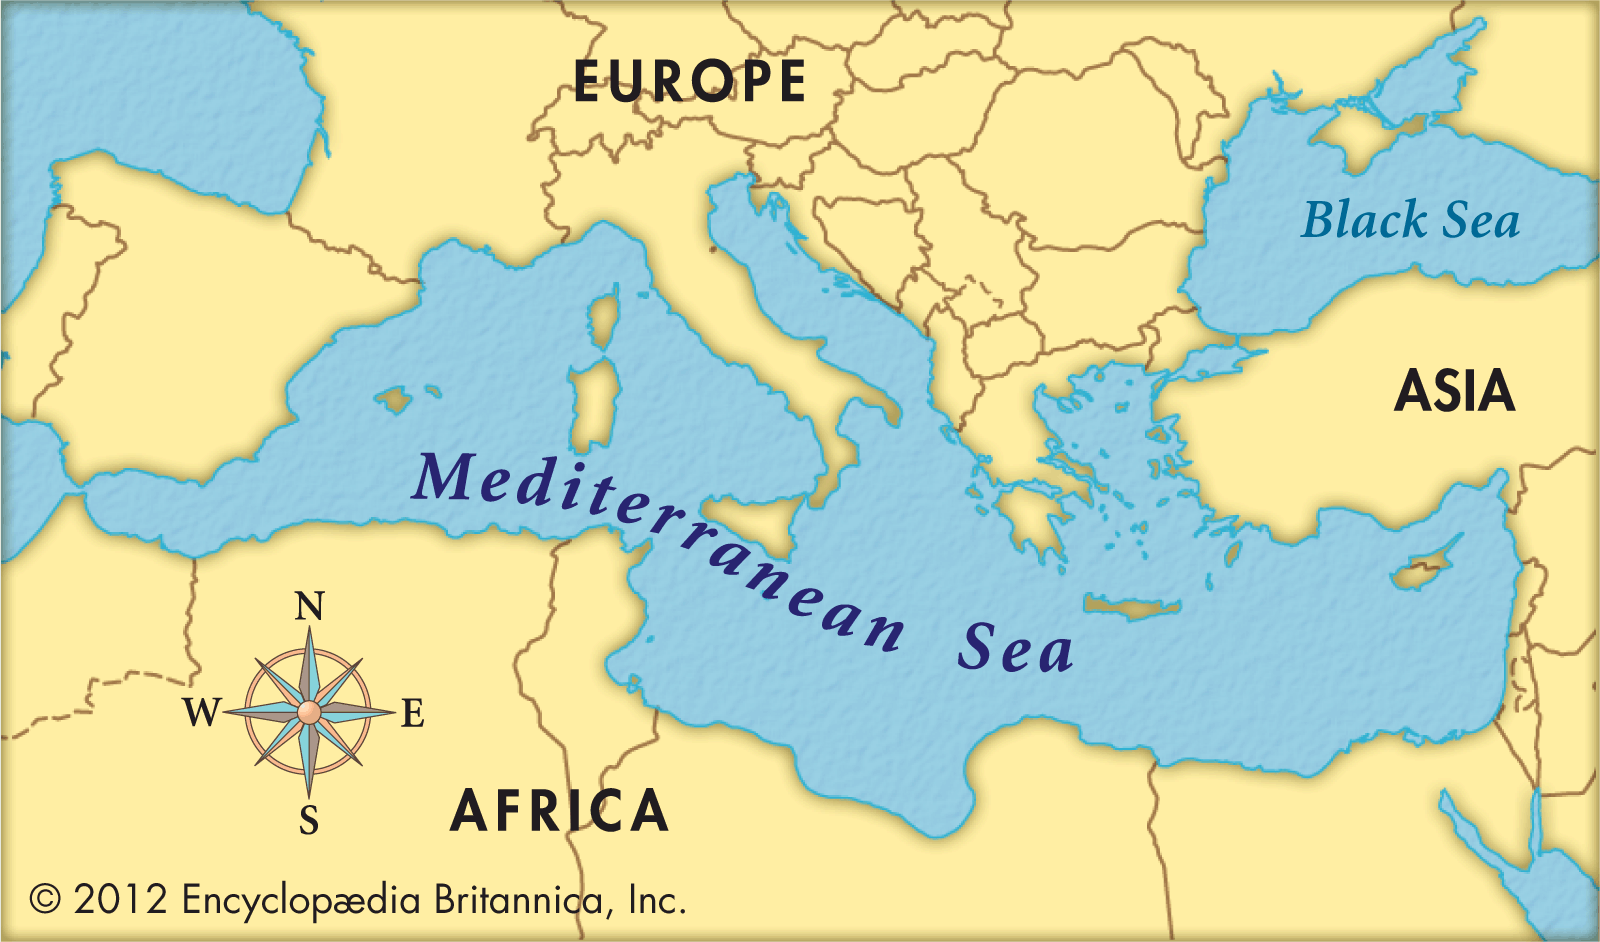 EUROPE
Black Sea
ASIA
Mediterranean Sea
N
W
E
S
AFRICA
© 2012 Encyclopædia Britannica, Inc.